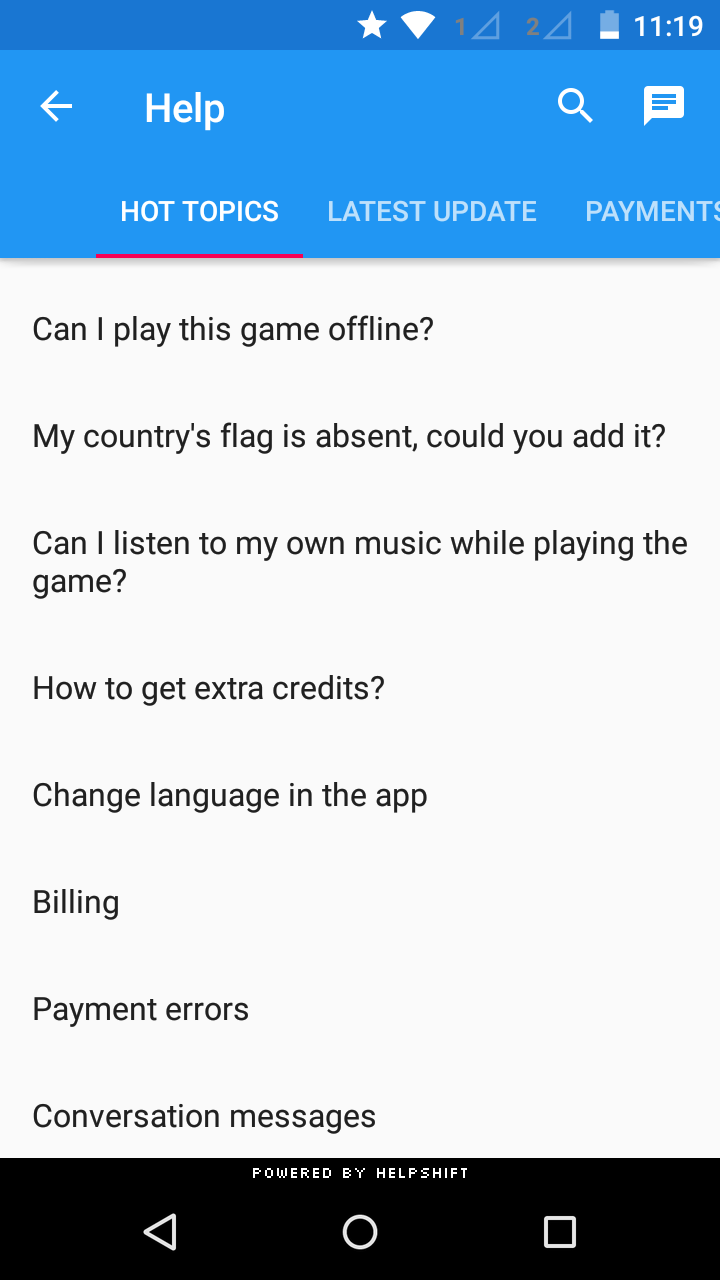 1 2 11:19
Help
HOT TOPICS LATEST UPDATE PAYMENTS
Can I play this game offline?
My country's flag is absent, could you add it?
Can I listen to my own music while playing the
game?
How to get extra credits?
Change language in the app
Billing
Payment errors
Conversation messages
POWERED BY HELPSHIFT